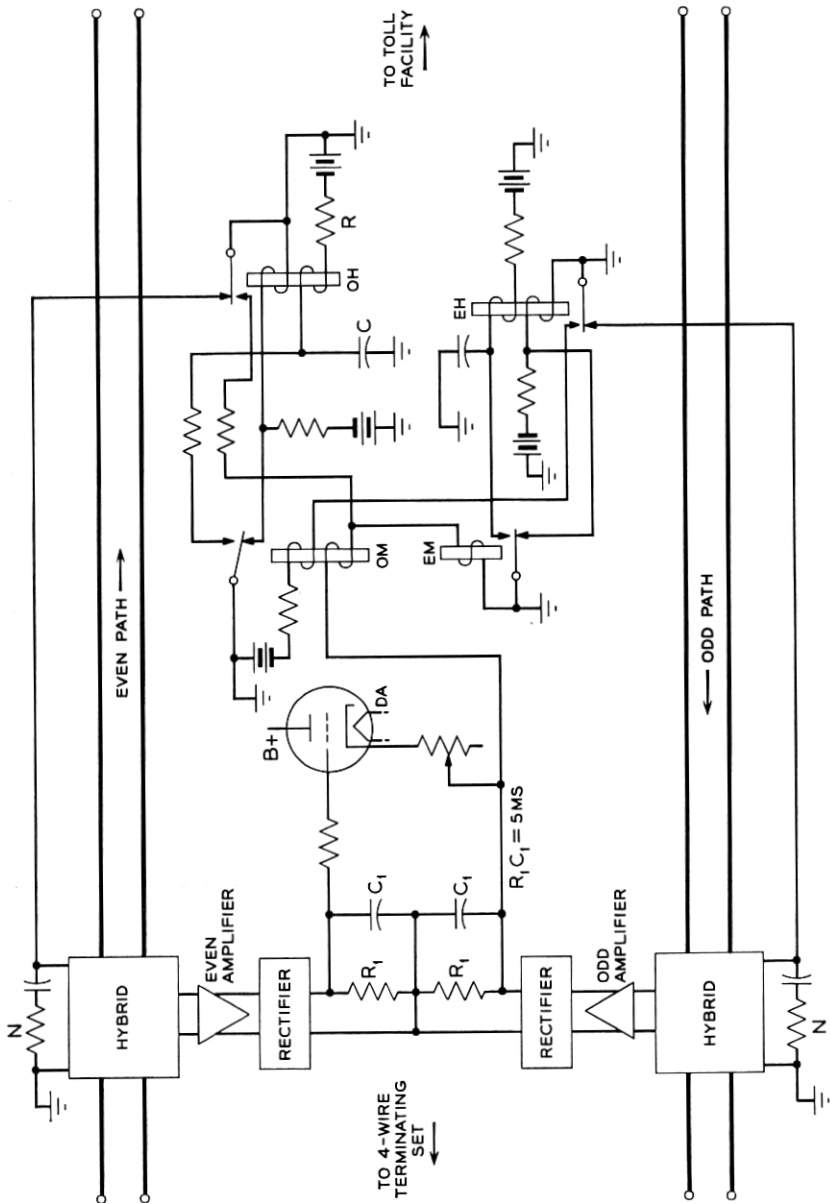 N
HYBRID
EVEN
AMPLIFIER
RECTIFIER
R₁
C₁
R₁
C₁
RECTIFIER
ODD
AMPLIFIER
HYBRID
N
R₁C₁ = 5MS
TO 4-WIRE
TERMINATING
SET
B+
DA
EVEN PATH
ODD PATH
OM
EM
C
OH
R
EH
TO TOLL
FACILITY